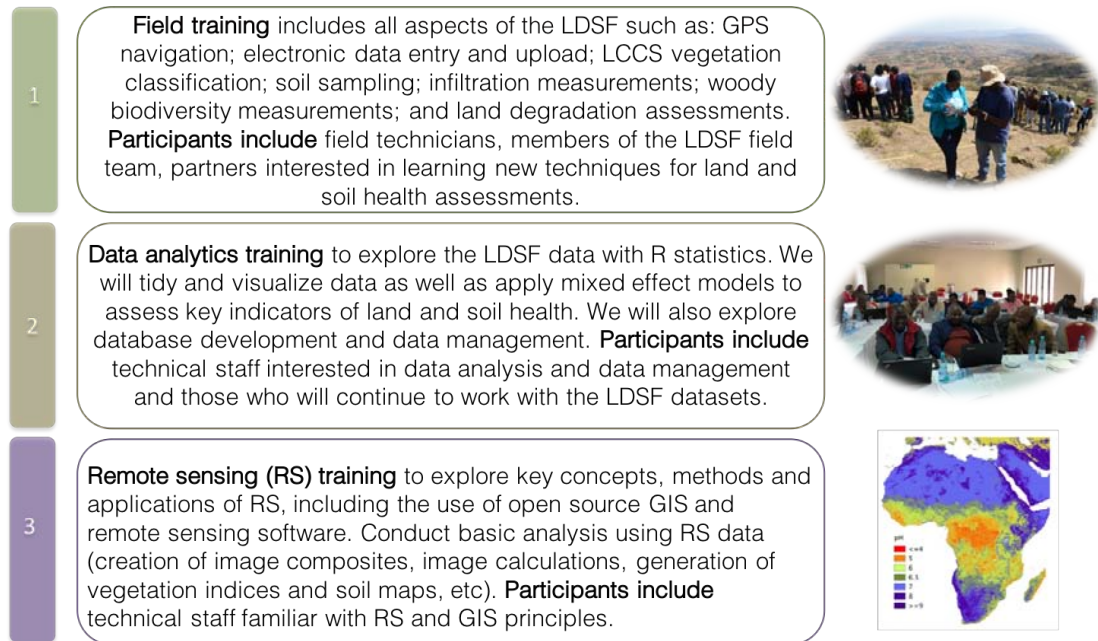 1
Field training includes all aspects of the LDSF such as: GPS
navigation; electronic data entry and upload; LCCS vegetation
classification; soil sampling; infiltration measurements; woody
biodiversity measurements; and land degradation assessments.
Participants include field technicians, members of the LDSF field
team, partners interested in learning new techniques for land and
soil health assessments.
2
Data analytics training to explore the LDSF data with R statistics. We
will tidy and visualize data as well as apply mixed effect models to
assess key indicators of land and soil health. We will also explore
database development and data management. Participants include
technical staff interested in data analysis and data management
and those who will continue to work with the LDSF datasets.
3
Remote sensing (RS) training to explore key concepts, methods and
applications of RS, including the use of open source GIS and
remote sensing software. Conduct basic analysis using RS data
(creation of image composites, image calculations, generation of
vegetation indices and soil maps, etc). Participants include
technical staff familiar with RS and GIS principles.
pH
<=4
5
6
6.5
7
8
>=9